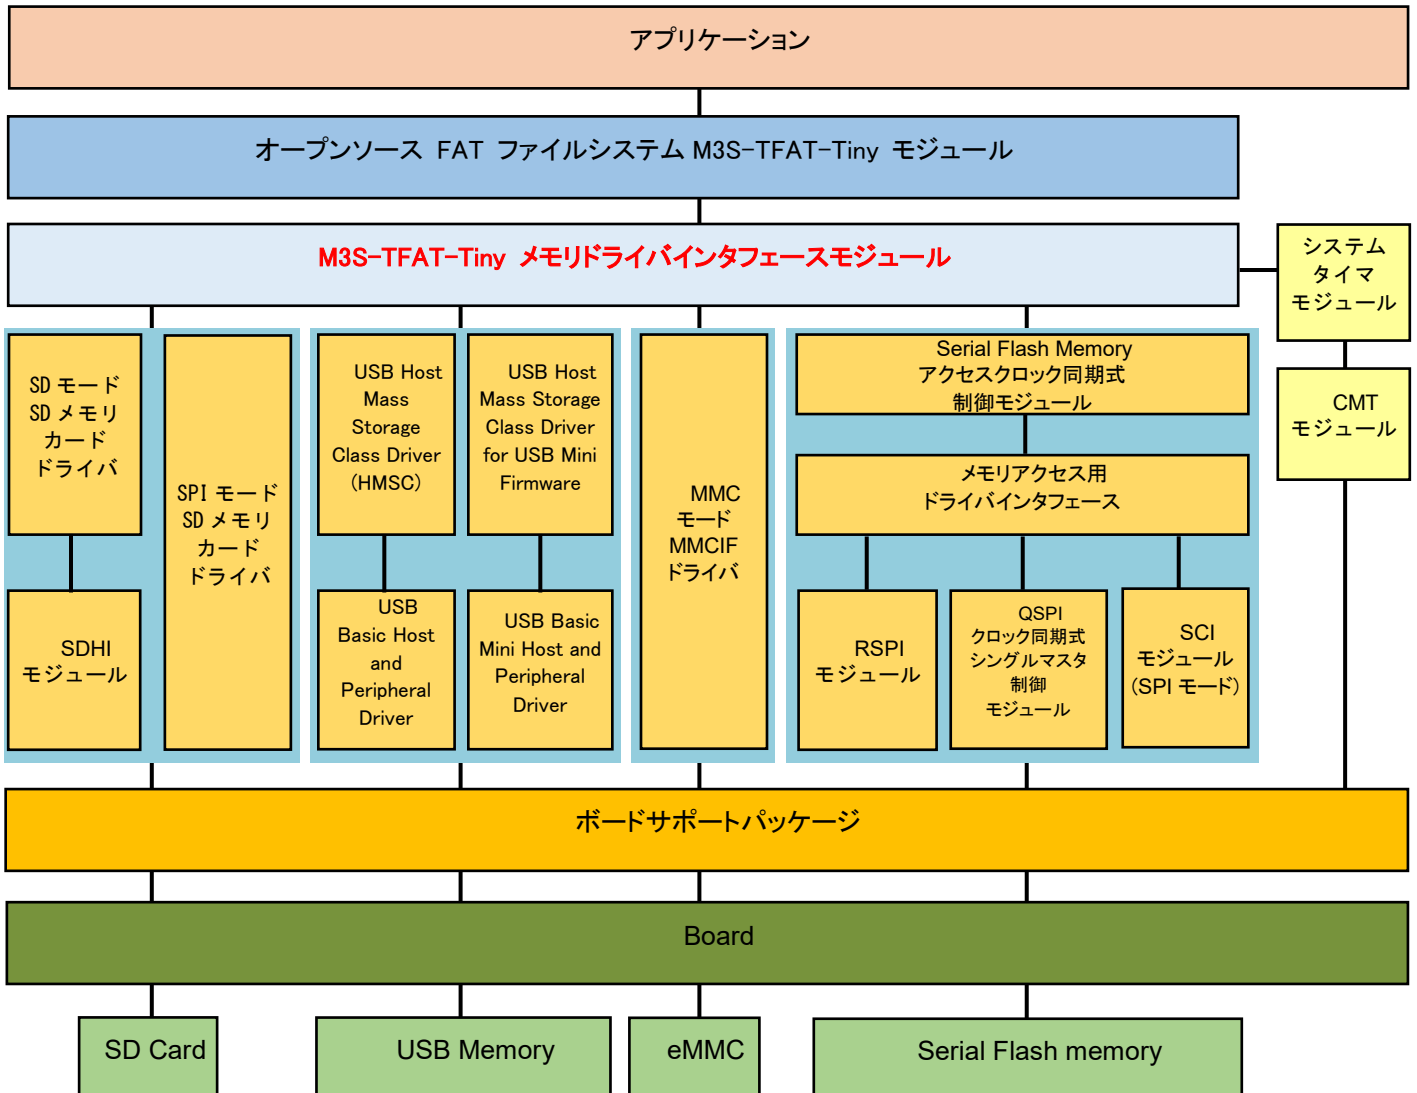 アプリケーション
オープンソース FAT ファイルシステム M3S-TFAT-Tiny モジュール
M3S-TFAT-Tiny メモリドライバインタフェースモジュール
システム
タイマ
モジュール
CMT
モジュール
SD モード
SD メモリ
カード
ドライバ
SPI モード
SD メモリ
カード
ドライバ
SDHI
モジュール
USB Host
Mass
Storage
Class Driver
(HMSC)
USB Host
Mass Storage
Class Driver
for USB Mini
Firmware
USB
Basic Host
and
Peripheral
Driver
USB Basic
Mini Host and
Peripheral
Driver
MMC
モード
MMCIF
ドライバ
Serial Flash Memory
アクセスクロック同期式
制御モジュール
メモリアクセス用
ドライバインタフェース
RSPI
モジュール
QSPI
クロック同期式
シングルマスタ
制御
モジュール
SCI
モジュール
(SPI モード)
ボードサポートパッケージ
Board
SD Card
USB Memory
eMMC
Serial Flash memory